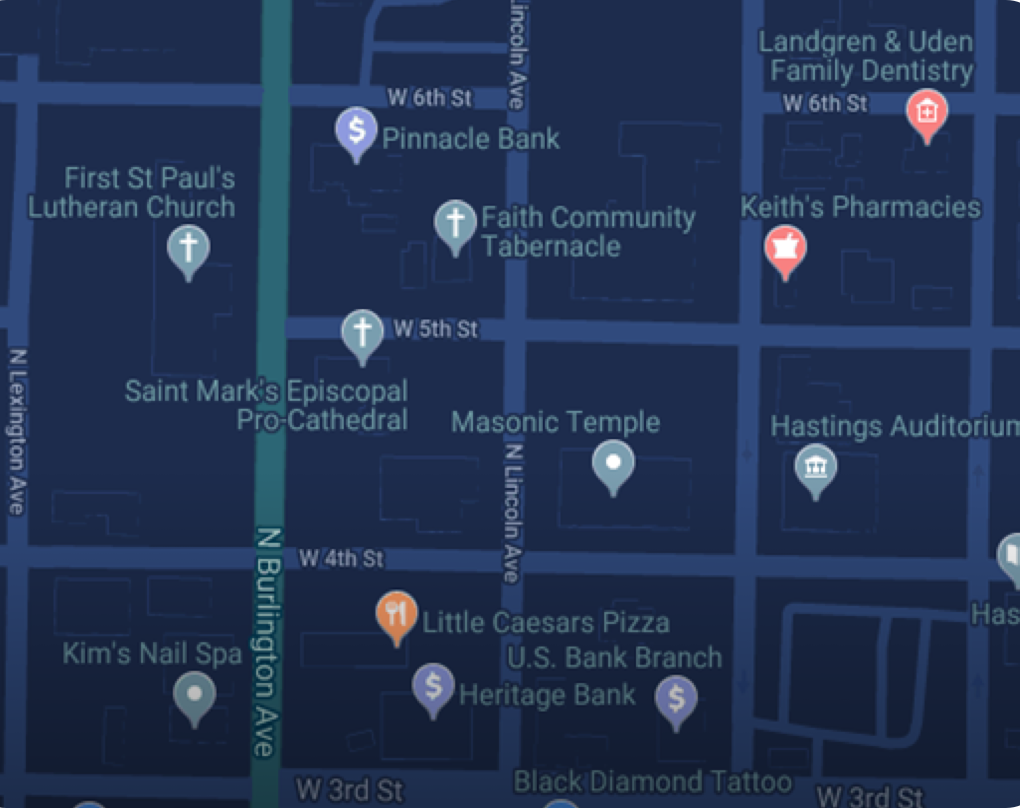 Lincoln Ave
Landgren & Uden
Family Dentistry
W 6th St
W 6th St
Pinnacle Bank
First St Paul's
Lutheran Church
Keith's Pharmacies
Faith Community
Tabernacle
W 5th St
N Lexington Ave
Saint Mark's Episcopal
Pro-Cathedral
Masonic Temple
Hastings Auditorium
N Lincoln Ave
N Burlington Ave
W 4th St
Has
Little Caesars Pizza
Kim's Nail Spa
U.S. Bank Branch
Heritage Bank
Black Diamond Tattoo
W 3rd St
W 3rd St